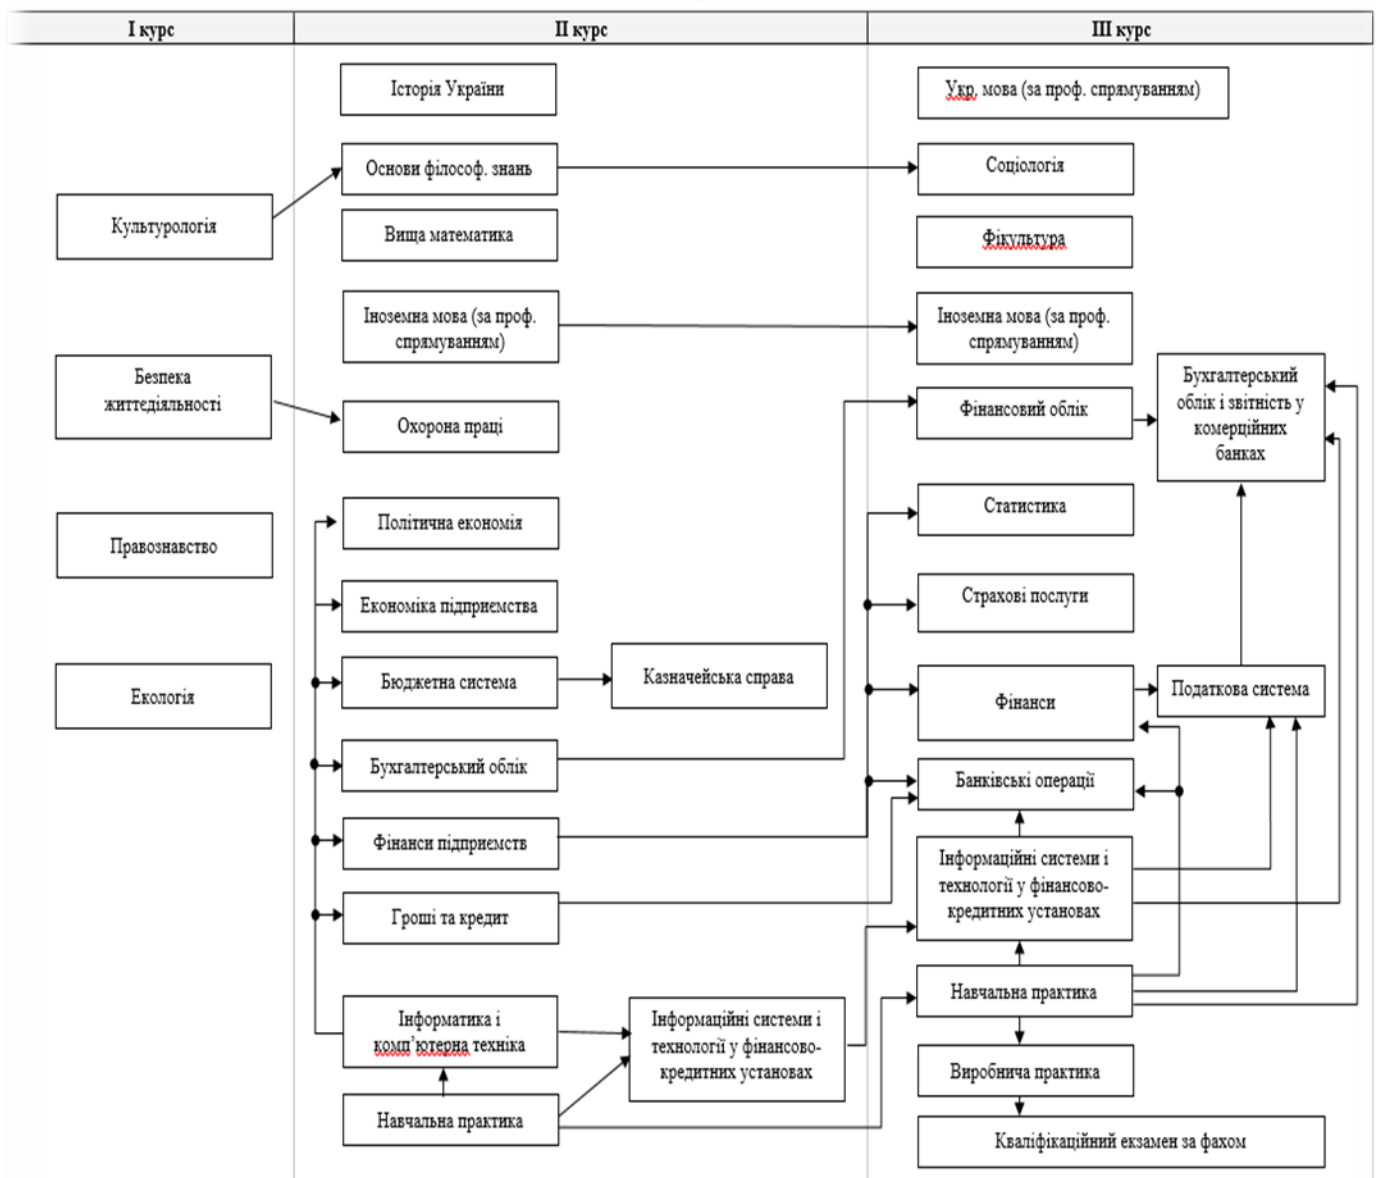 І курс
ІІ курс
ІІІ курс
Культурологія
Безпека
життєдіяльності
Правознавство
Екологія
Історія України
Основи філософ. знань
Вища математика
Іноземна мова (за проф.
спрямуванням)
Охорона праці
Політична економія
Економіка підприємства
Бюджетна система
Казначейська справа
Бухгалтерський облік
Фінанси підприємств
Гроші та кредит
Інформатика і
комп’ютерна техніка
Інформаційні системи і
технології у фінансово-
кредитних установах
Навчальна практика
Укр. мова (за проф. спрямуванням)
Соціологія
Фікультура
Іноземна мова (за проф.
спрямуванням)
Фінансовий облік
Бухгалтерський
облік і звітність у
комерційних
банках
Статистика
Страхові послуги
Фінанси
Податкова система
Банківські операції
Інформаційні системи і
технології у фінансово-
кредитних установах
Навчальна практика
Виробнича практика
Кваліфікаційний екзамен за фахом